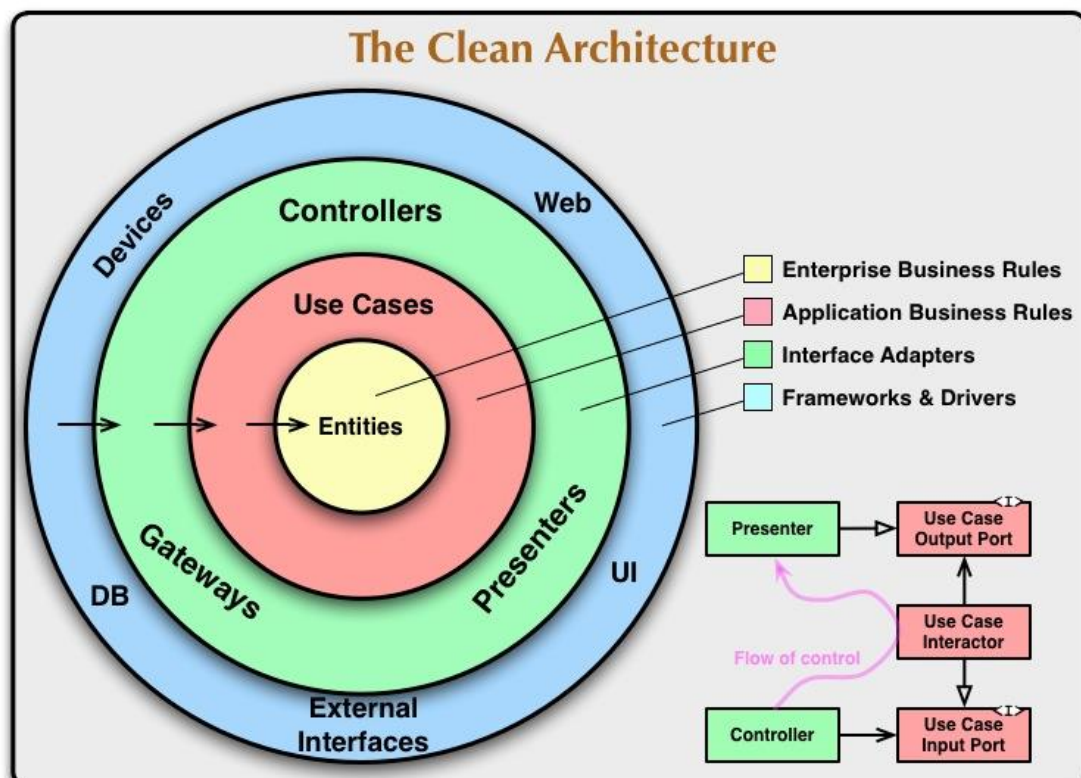 The Clean Architecture
Devices
Web
Controllers
Use Cases
Entities
Gateways
Presenters
DB
UI
External
Interfaces
Enterprise Business Rules
Application Business Rules
Interface Adapters
Frameworks & Drivers
Presenter
<I>
Use Case
Output Port
Use Case
Interactor
Flow of control
Controller
<I>
Use Case
Input Port